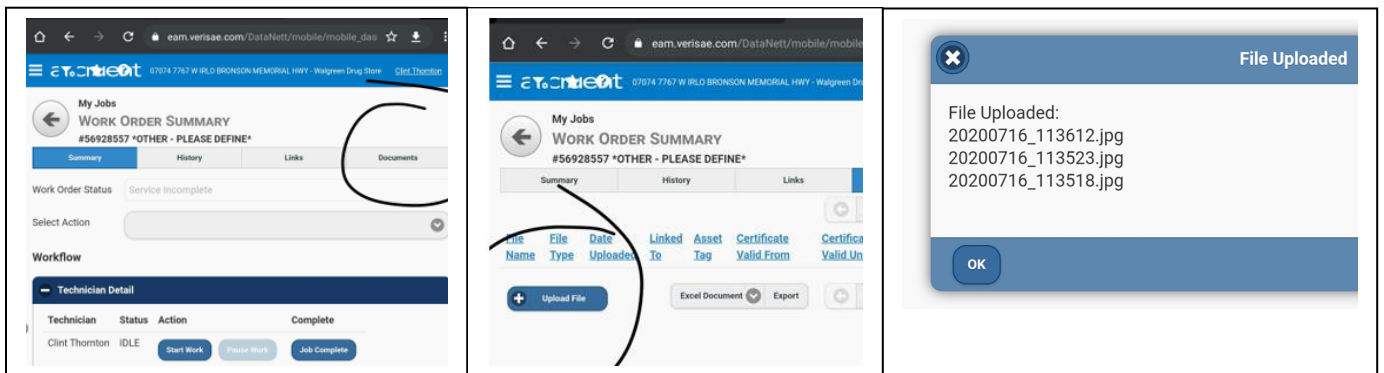 eam.verisae.com/DataNett/mobile/mobile_das
07074 7767 W IRLO BRONSON MEMORIAL HWY - Walgreen Drug Store Clint Thornton
My Jobs
WORK ORDER SUMMARY
#56928557 *OTHER - PLEASE DEFINE*
Summary History Links Documents
Work Order Status Service Incomplete
Select Action
Workflow
Technician Detail
Technician Status Action Complete
Clint Thornton IDLE Start Work Pause Work Job Complete
eam.verisae.com/DataNett/mobile/mobile
07074 7767 W IRLO BRONSON MEMORIAL HWY - Walgreen Dr
My Jobs
WORK ORDER SUMMARY
#56928557 *OTHER - PLEASE DEFINE*
Summary History Links
File File Date Linked Asset Certificate Certifica
Name Type Uploaded To Tag Valid From Valid Un
Upload File Excel Document Export
File Uploaded
File Uploaded:
20200716_113612.jpg
20200716_113523.jpg
20200716_113518.jpg
OK